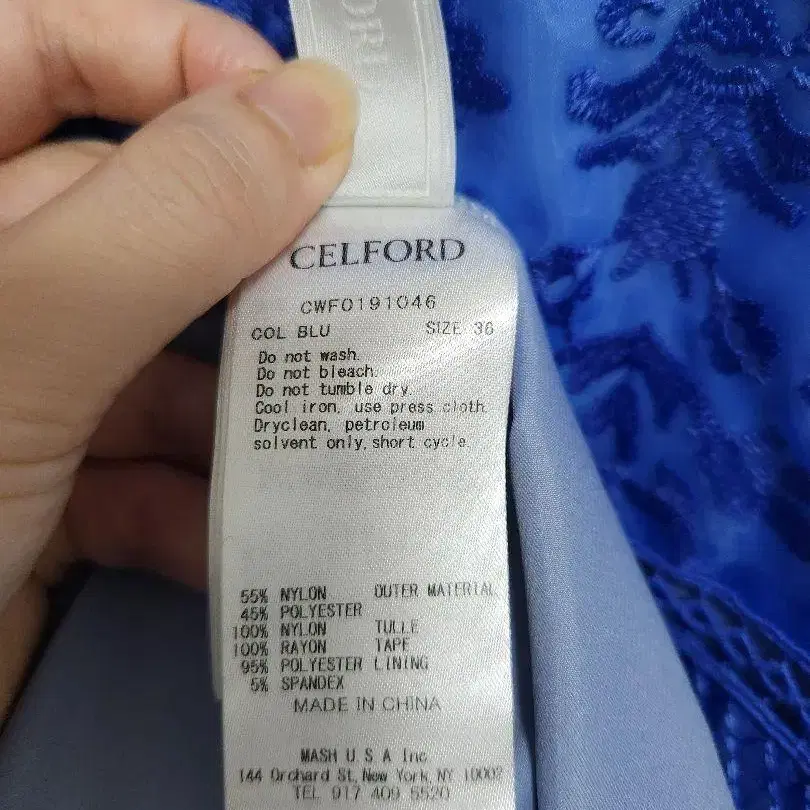 CELFORD
CWF0191046
COL BLU SIZE 36
Do not wash.
Do not bleach.
Do not tumble dry.
Cool iron, use press cloth.
Dryclean, petroleum
solvent only, short cycle.
55% NYLON OUTER MATERIAL
45% POLYESTER
100% NYLON TULLE
100% RAYON TAPE
95% POLYESTER LINING
5% SPANDEX
MADE IN CHINA
MASH U.S.A Inc.
144 Orchard St, New York, NY 10002
TEL 917 409 5520